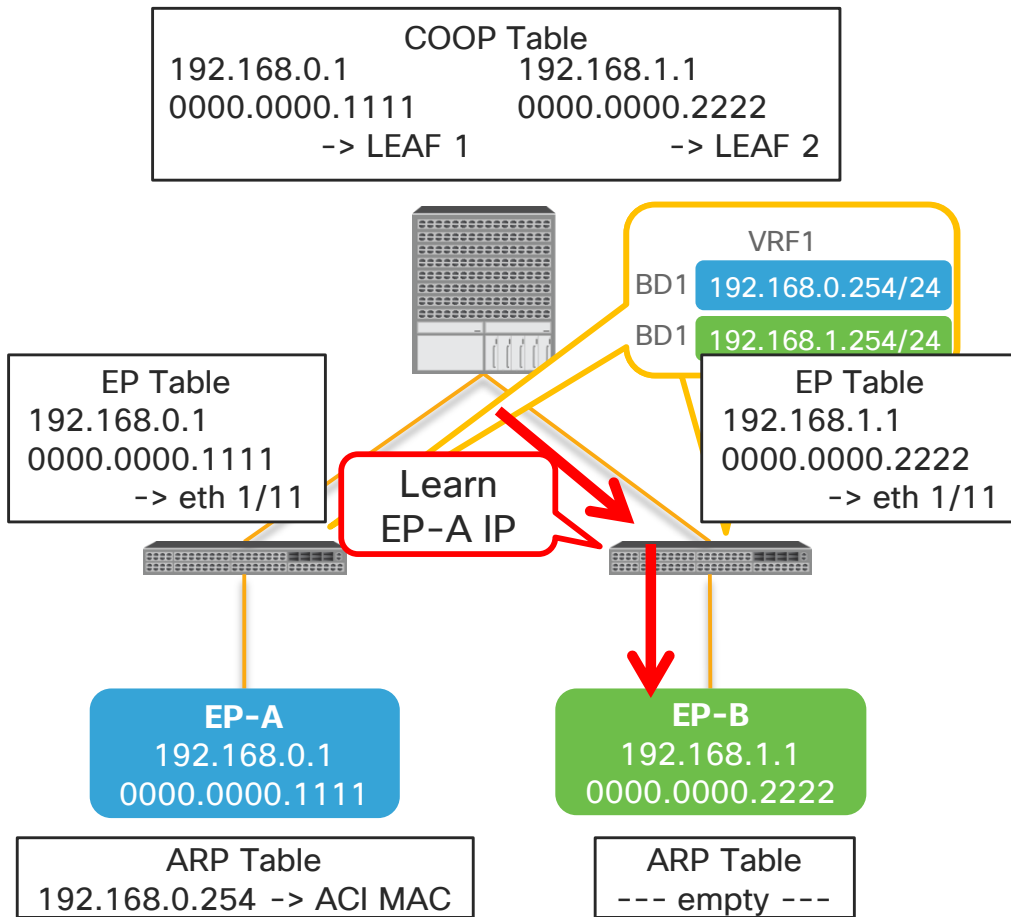 COOP Table
192.168.0.1 192.168.1.1
0000.0000.1111 0000.0000.2222
-> LEAF 1 -> LEAF 2
VRF1
BD1 192.168.0.254/24
BD1 192.168.1.254/24
EP Table
192.168.0.1
0000.0000.1111
-> eth 1/11
Learn
EP-A IP
EP Table
192.168.1.1
0000.0000.2222
-> eth 1/11
EP-A
192.168.0.1
0000.0000.1111
EP-B
192.168.1.1
0000.0000.2222
ARP Table
192.168.0.254 -> ACI MAC
ARP Table
--- empty ---